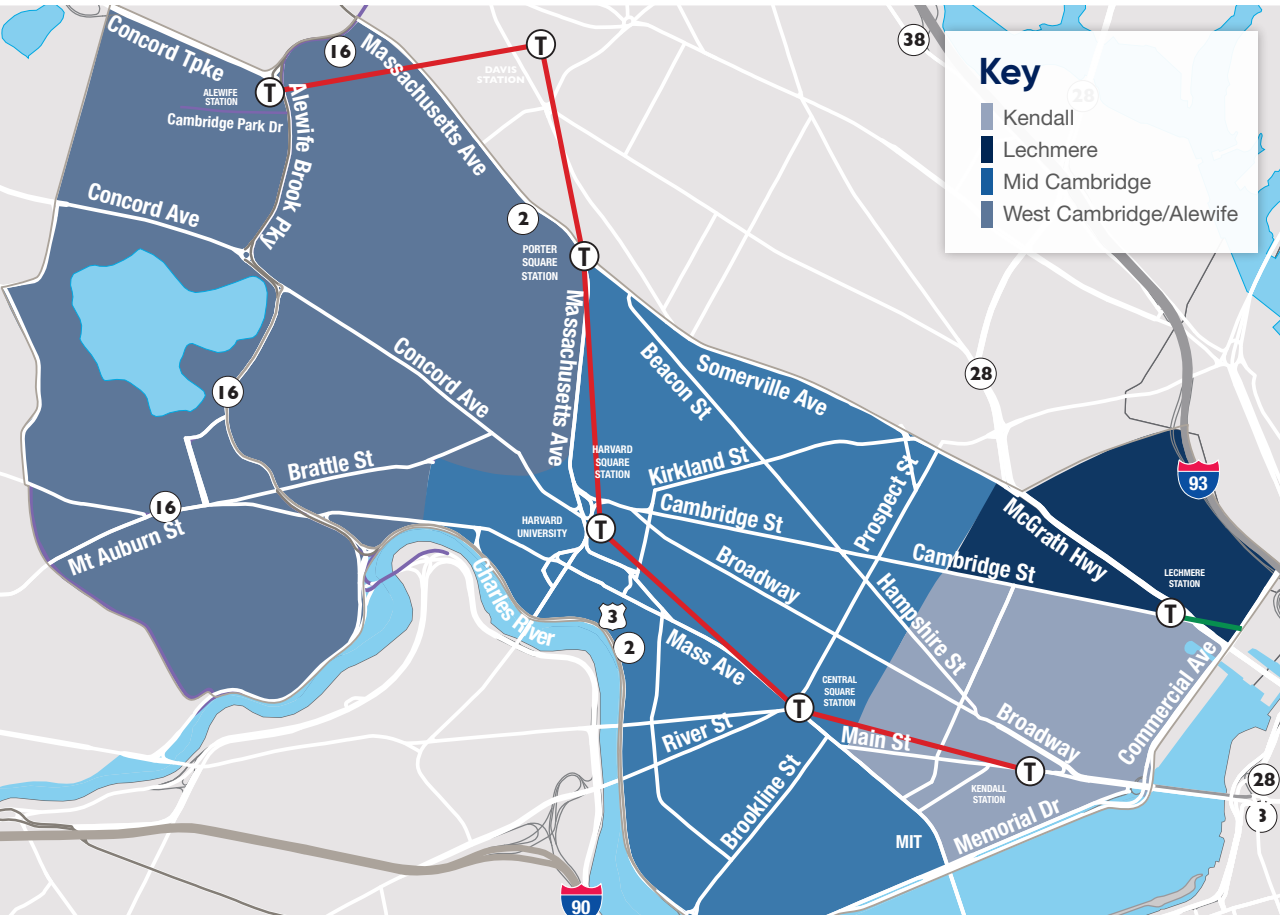 Concord Tpke
16
Massachusetts Ave
T
DAVIS
STATION
38
Key
28
Kendall
Lechmere
Mid Cambridge
West Cambridge/Alewife
ALEWIFE
STATION
T
Cambridge Park Dr
Alewife Brook Pky
Concord Ave
2
PORTER
SQUARE
STATION
T
Massachusetts Ave
Concord Ave
Beacon St
Somerville Ave
28
16
Brattle St
HARVARD
SQUARE
STATION
Kirkland St
Prospect St
93
16
Mt Auburn St
HARVARD
UNIVERSITY
T
Cambridge St
McGrath Hwy
Cambridge St
Broadway
LECHMERE
STATION
T
Charles River
3
2
Hampshire St
Mass Ave
CENTRAL
SQUARE
STATION
T
Commercial Ave
River St
Main St
Broadway
T
KENDALL
STATION
28
3
Brookline St
MIT
Memorial Dr
90